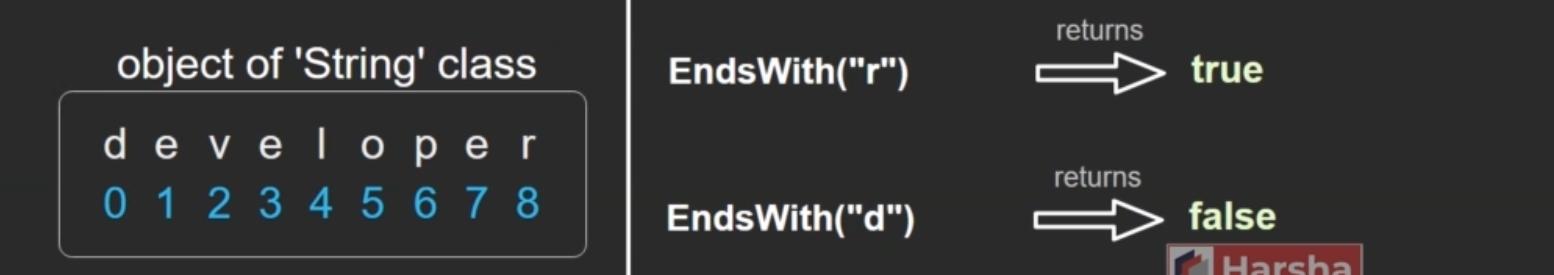 object of 'String' class
d e v e l o p e r
0 1 2 3 4 5 6 7 8
returns
EndsWith("r") true
returns
EndsWith("d") false
Harsha